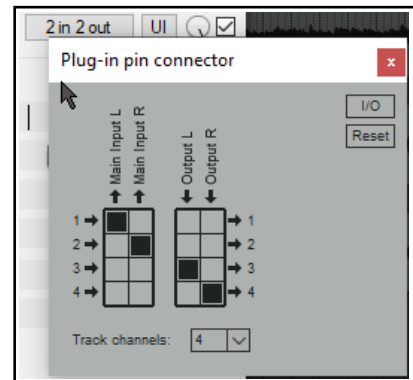 2 in 2 out UI
Plug-in pin connector x
I/O
Reset
Main Input L
Main Input R
Output L
Output R
1 1
2 2
3 3
4 4
Track channels: 4